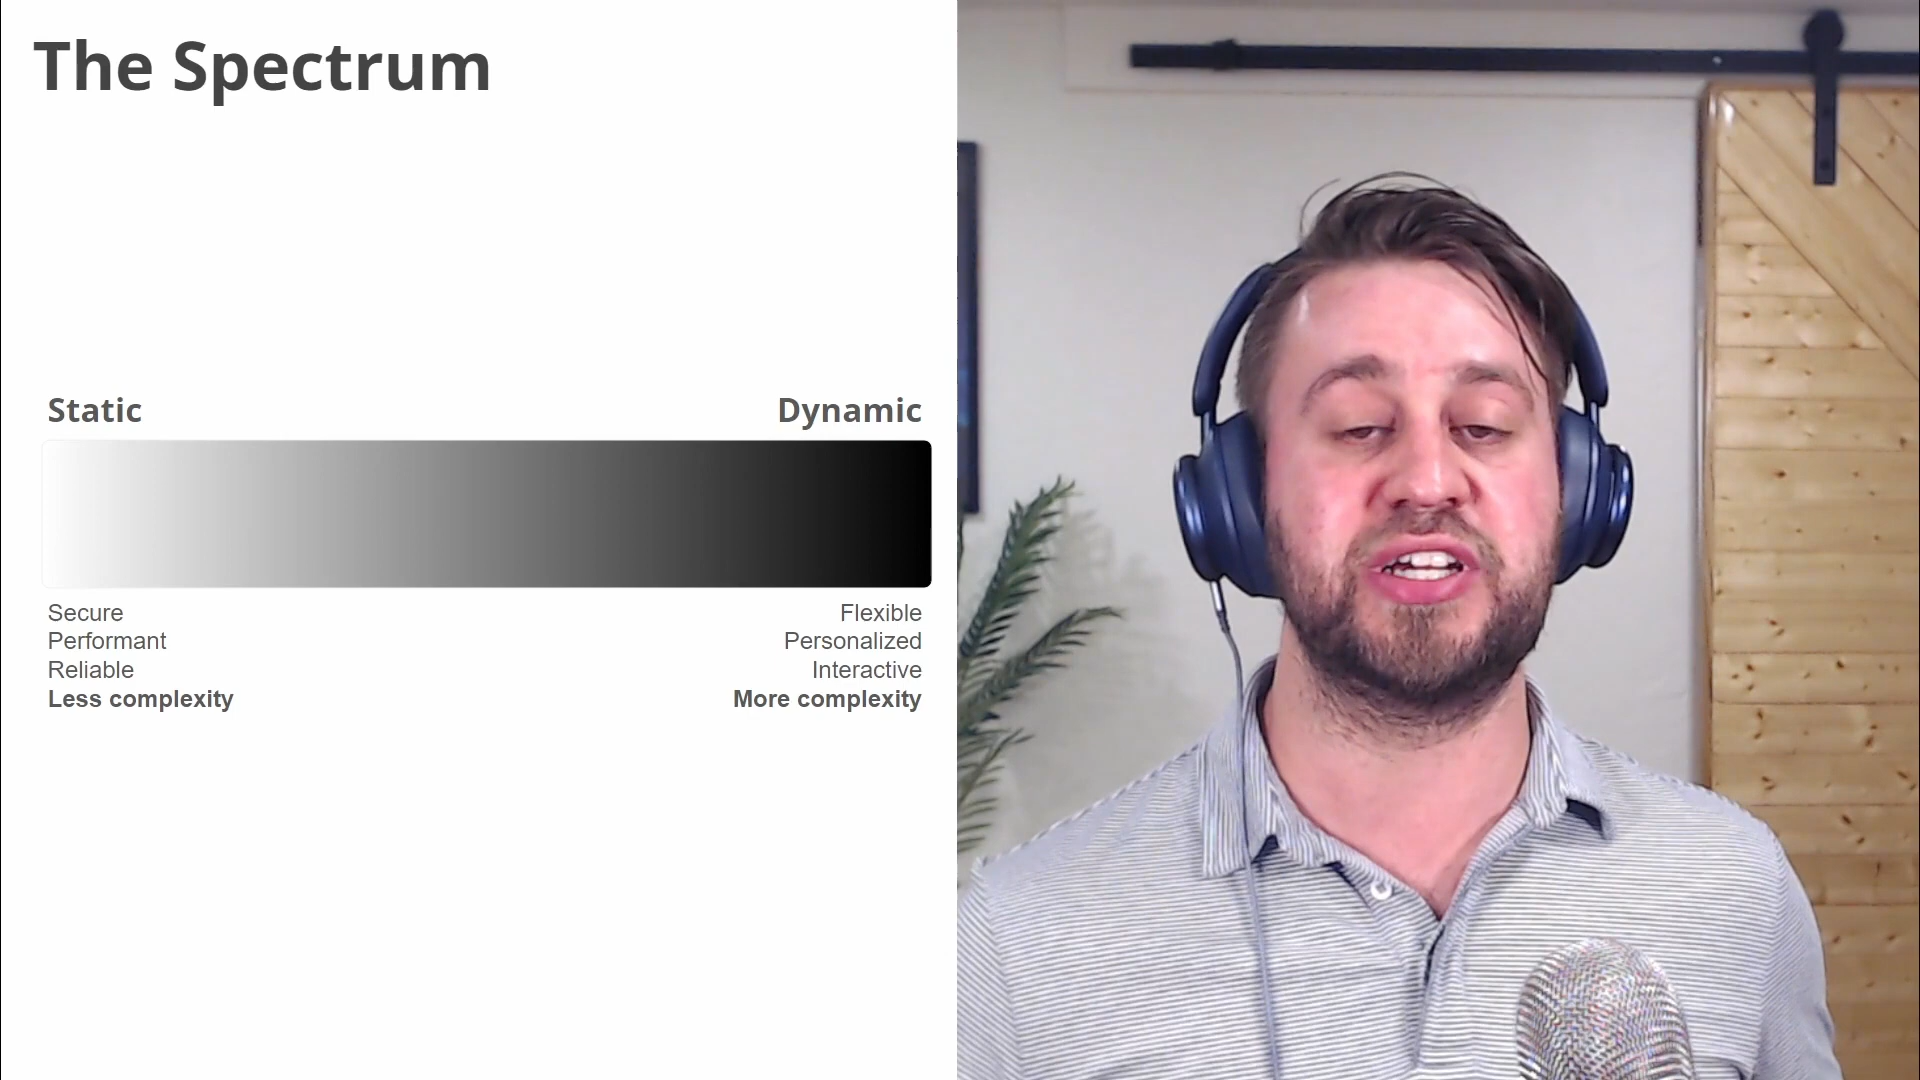 The Spectrum
Static
Dynamic
Secure
Performant
Reliable
Less complexity
Flexible
Personalized
Interactive
More complexity